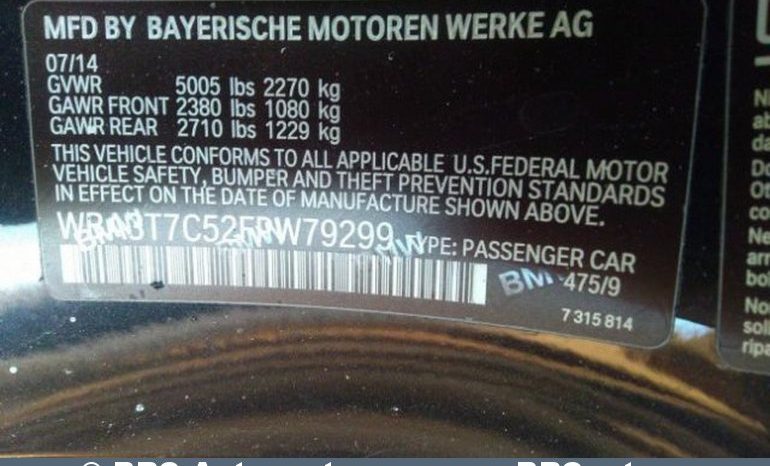 MFD BY BAYERISCHE MOTOREN WERKE AG
07/14
GVWR 5005 lbs 2270 kg
GAWR FRONT 2380 lbs 1080 kg
GAWR REAR 2710 lbs 1229 kg
THIS VEHICLE CONFORMS TO ALL APPLICABLE U.S.FEDERAL MOTOR
VEHICLE SAFETY, BUMPER AND THEFT PREVENTION STANDARDS
IN EFFECT ON THE DATE OF MANUFACTURE SHOWN ABOVE.
TYPE: PASSENGER CAR
BMW 475/9
7 315 814